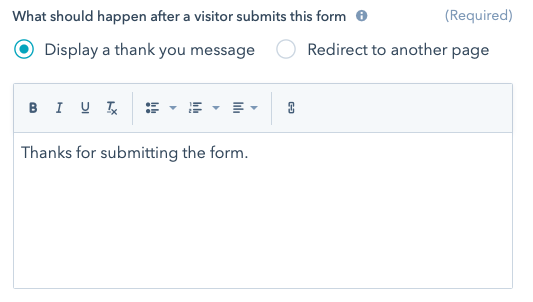 What should happen after a visitor submits this form (Required)
Display a thank you message Redirect to another page
B I U Tx
Thanks for submitting the form.